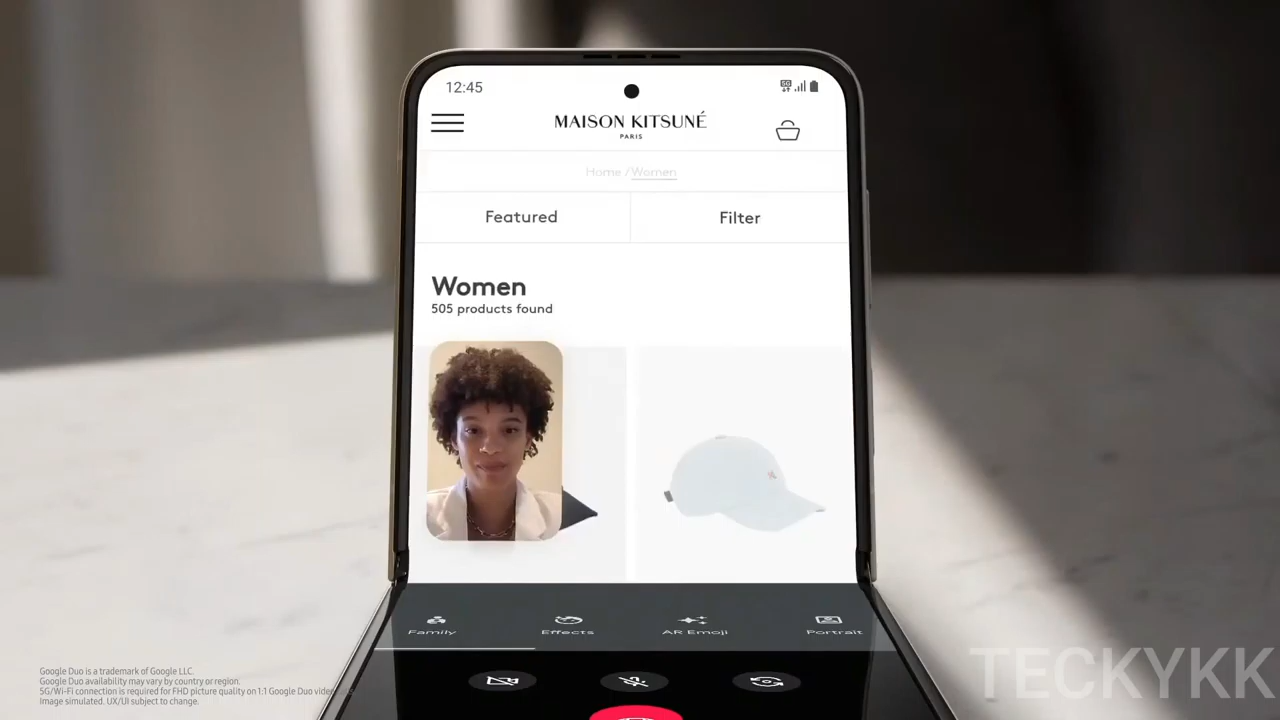 12:45
5G
MAISON KITSUNÉ
PARIS
Home / Women
Featured
Filter
Women
505 products found
Family
Effects
AR Emoji
Portrait
Google Duo is a trademark of Google LLC.
Google Duo availability may vary by country or region.
5G/Wi-Fi connection is required for FHD picture quality on 1:1 Google Duo video
Image simulated. UX/UI subject to change.
TECKYKK